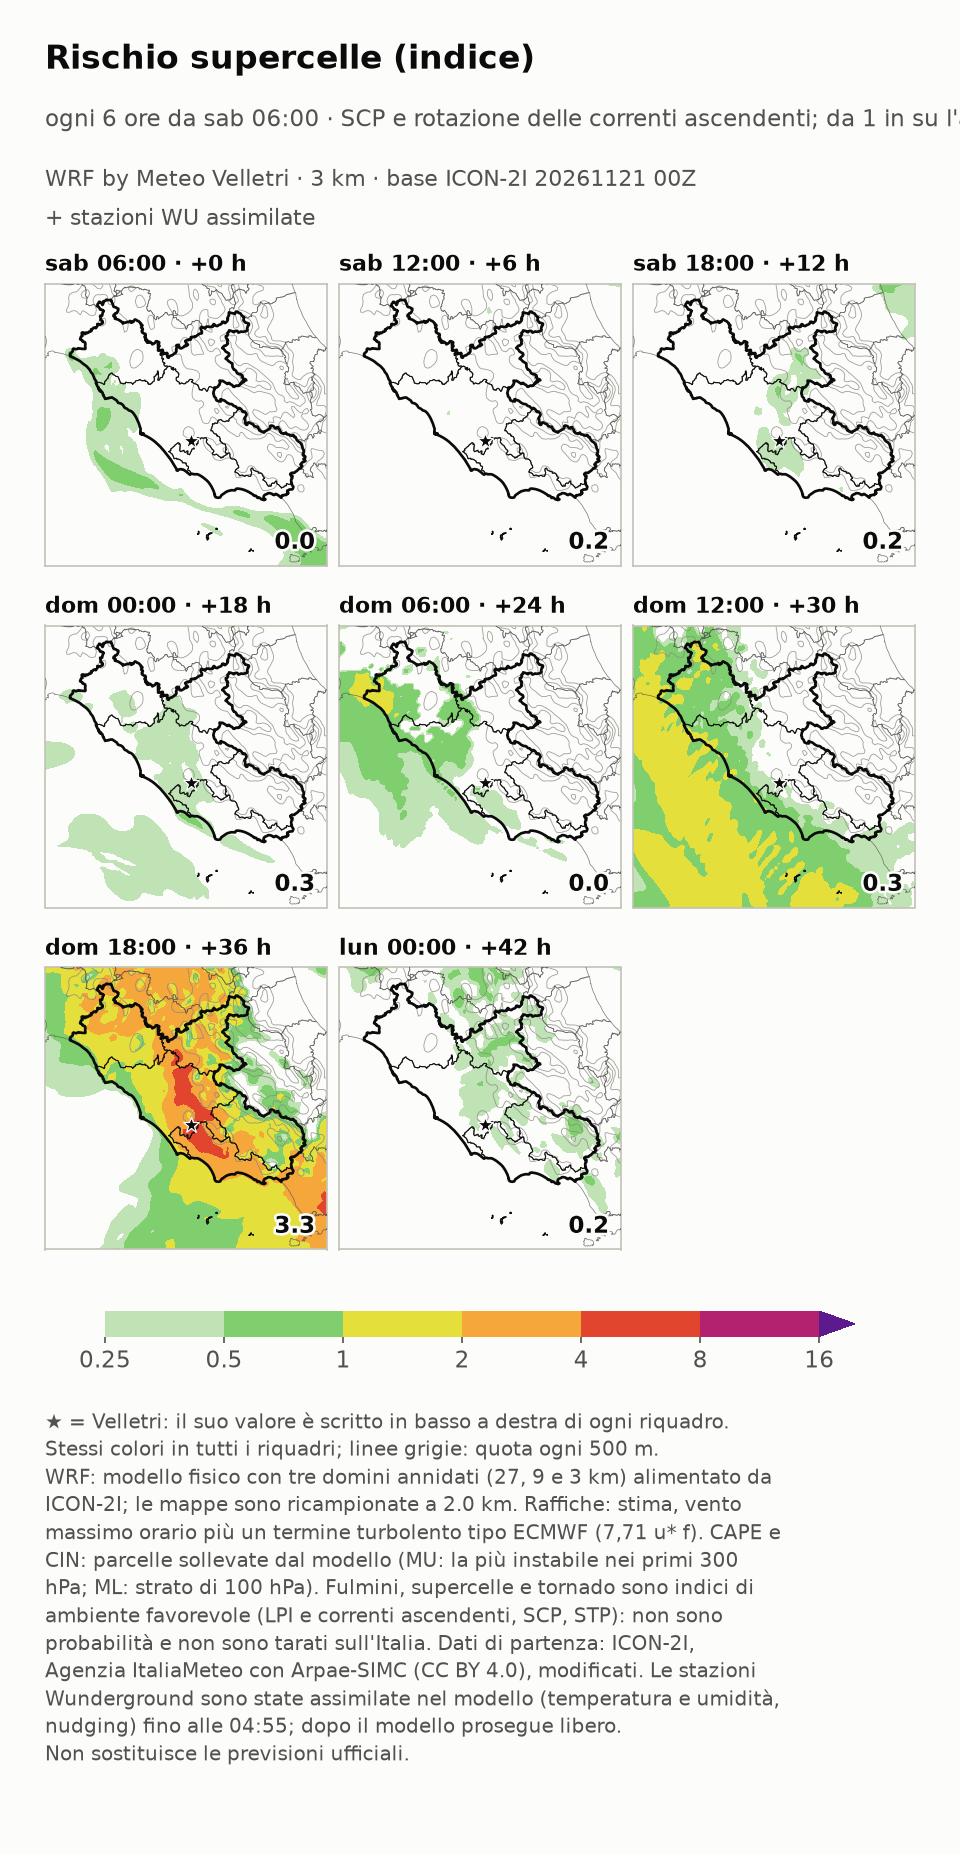 Rischio supercelle (indice)
ogni 6 ore da sab 06:00 · SCP e rotazione delle correnti ascendenti; da 1 in su l'
WRF by Meteo Velletri · 3 km · base ICON-2I 20261121 00Z
+ stazioni WU assimilate
sab 06:00 · +0 h
sab 12:00 · +6 h
sab 18:00 · +12 h
0.0
0.2
0.2
dom 00:00 · +18 h
dom 06:00 · +24 h
dom 12:00 · +30 h
0.3
0.0
0.3
dom 18:00 · +36 h
lun 00:00 · +42 h
3.3
0.2
0.25
0.5
1
2
4
8
16
★ = Velletri: il suo valore è scritto in basso a destra di ogni riquadro.
Stessi colori in tutti i riquadri; linee grigie: quota ogni 500 m.
WRF: modello fisico con tre domini annidati (27, 9 e 3 km) alimentato da
ICON-2I; le mappe sono ricampionate a 2.0 km. Raffiche: stima, vento
massimo orario più un termine turbolento tipo ECMWF (7,71 u* f). CAPE e
CIN: parcelle sollevate dal modello (MU: la più instabile nei primi 300
hPa; ML: strato di 100 hPa). Fulmini, supercelle e tornado sono indici di
ambiente favorevole (LPI e correnti ascendenti, SCP, STP): non sono
probabilità e non sono tarati sull'Italia. Dati di partenza: ICON-2I,
Agenzia ItaliaMeteo con Arpae-SIMC (CC BY 4.0), modificati. Le stazioni
Wunderground sono state assimilate nel modello (temperatura e umidità,
nudging) fino alle 04:55; dopo il modello prosegue libero.
Non sostituisce le previsioni ufficiali.